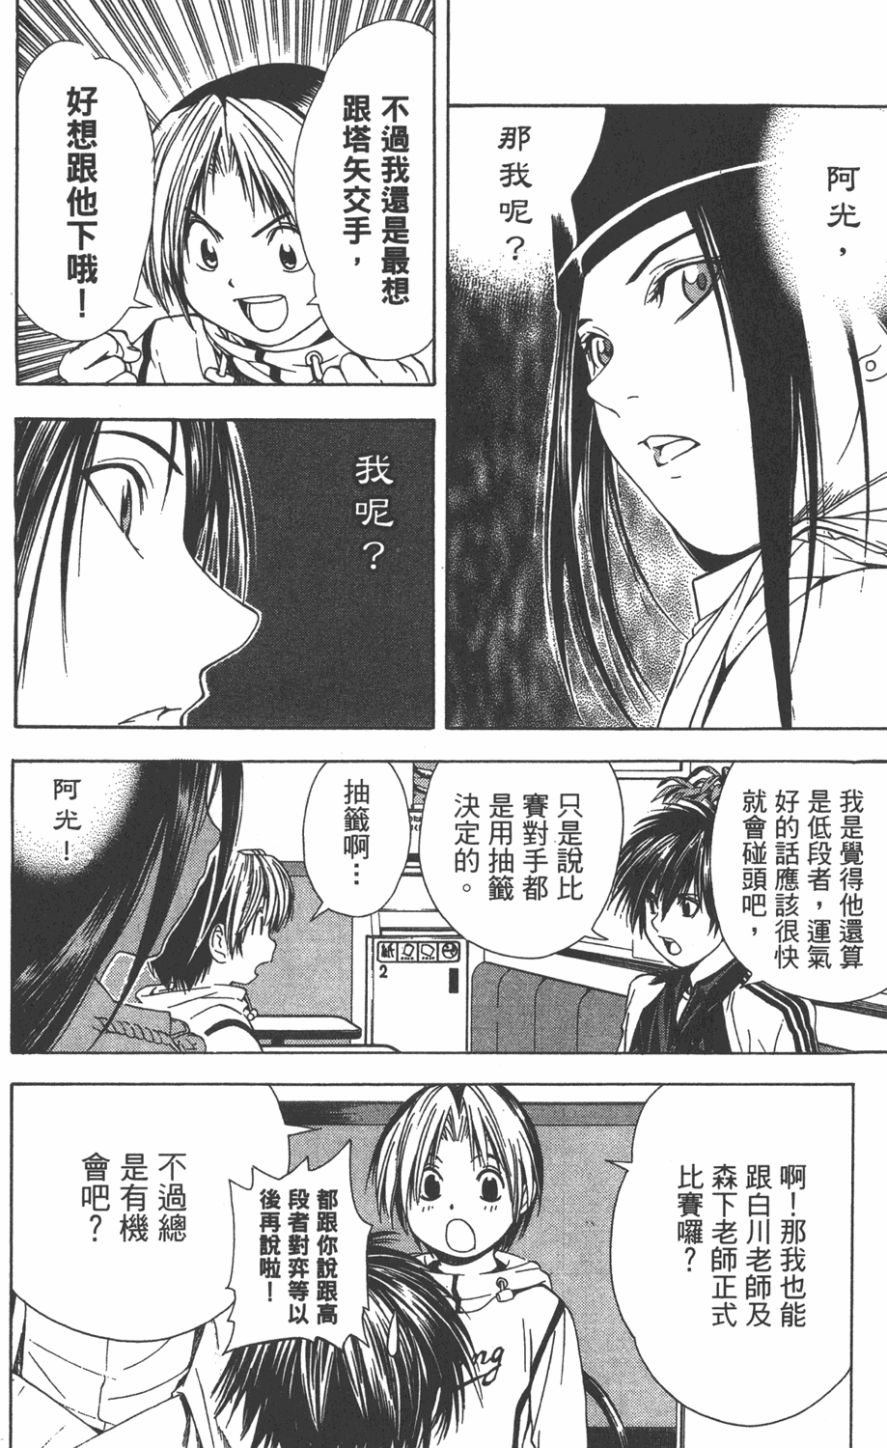 阿光，
那我呢？
不過我還是最想
跟塔矢交手，
好想跟他下哦！
我呢？
我是覺得他還算
是低段者，運氣
好的話應該很快
就會碰頭吧，
只是說比
賽對手都
是用抽籤
決定的。
抽籤啊…
阿光！
紙
2
啊！那我也能
跟白川老師及
森下老師正式
比賽囉？
都跟你說跟高
段者對弈等以
後再說啦！
不過總
是有機
會吧？
ng